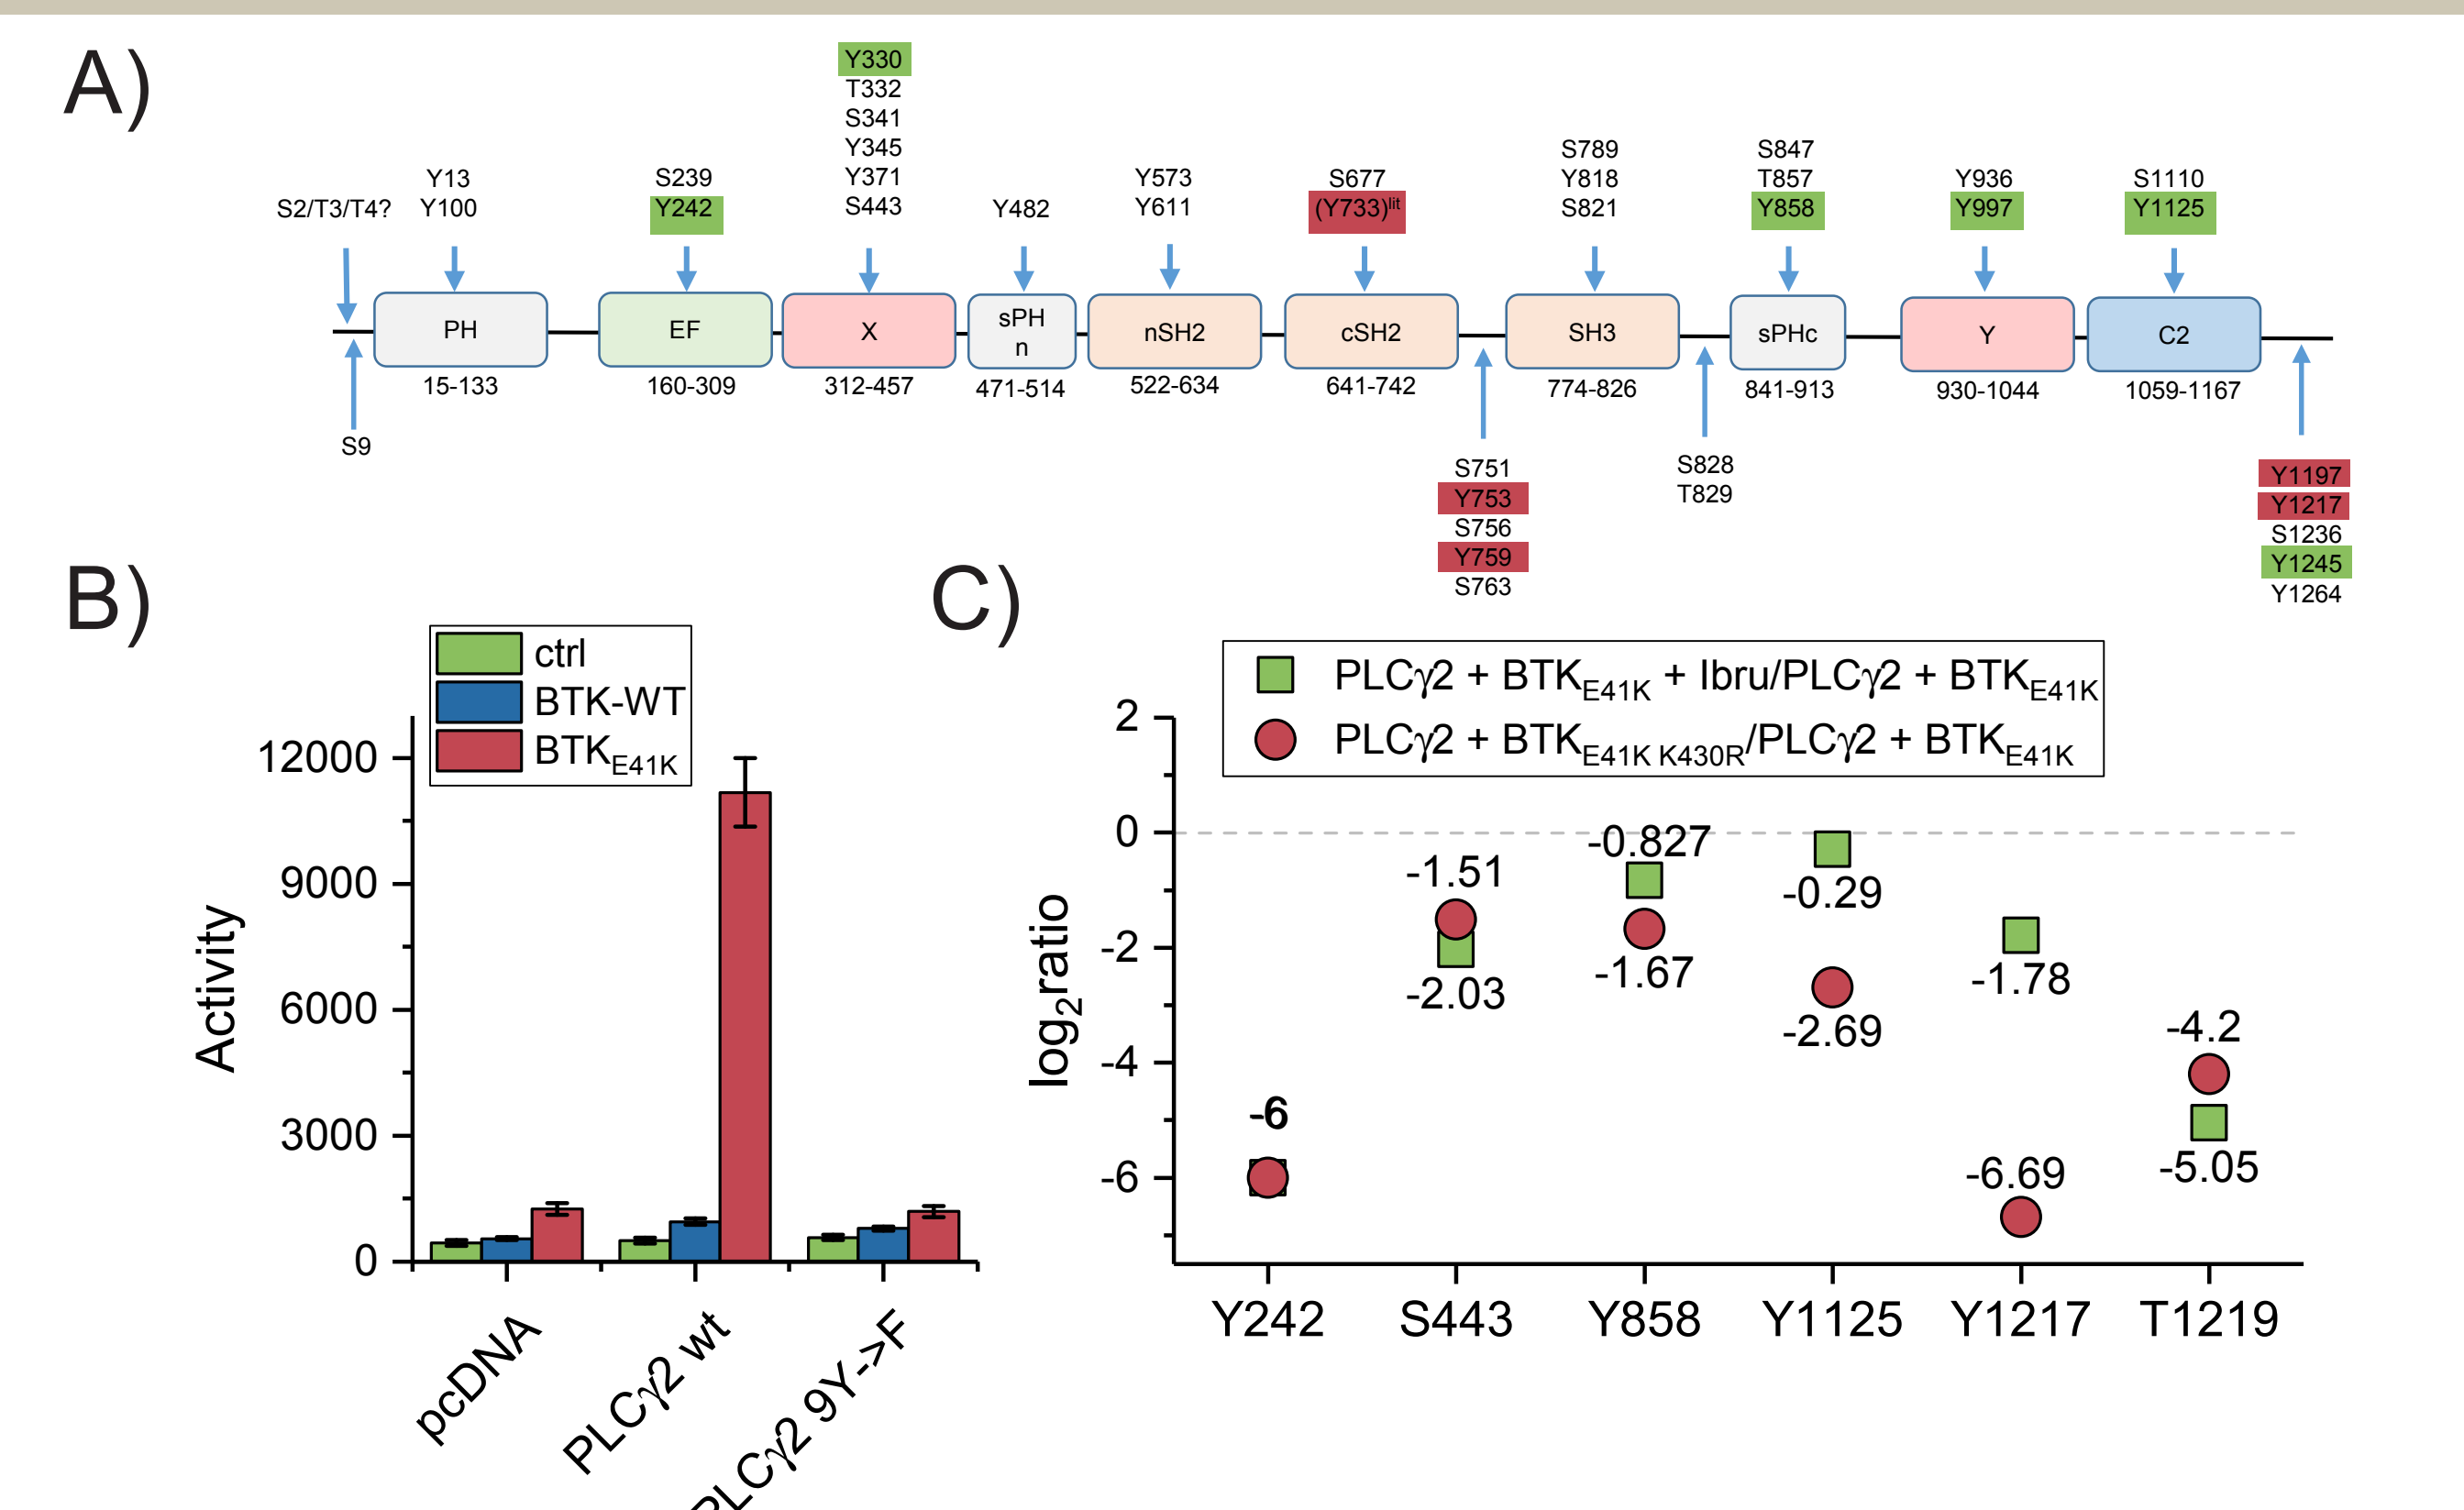 A)
Y330
T332
S341
Y345
Y371
S443
S2/T3/T4?
Y13
Y100
S239
Y242
Y482
Y573
Y611
S677
(Y733)lit
S789
Y818
S821
S847
T857
Y858
Y936
Y997
S1110
Y1125
PH
EF
X
sPH
n
nSH2
cSH2
SH3
sPHc
Y
C2
15-133
160-309
312-457
471-514
522-634
641-742
774-826
841-913
930-1044
1059-1167
S9
S751
Y753
S756
Y759
S763
S828
T829
Y1197
Y1217
S1236
Y1245
Y1264
B)
ctrl
BTK-WT
BTKE41K
12000
9000
6000
3000
0
Activity
pcDNA
PLCγ2 wt
PLCγ2 9Y->F
C)
PLCγ2 + BTKE41K + Ibru/PLCγ2 + BTKE41K
PLCγ2 + BTKE41K K430R/PLCγ2 + BTKE41K
2
0
-2
-4
-6
log2ratio
-6
-1.51
-2.03
-0.827
-1.67
-0.29
-2.69
-1.78
-6.69
-4.2
-5.05
Y242
S443
Y858
Y1125
Y1217
T1219